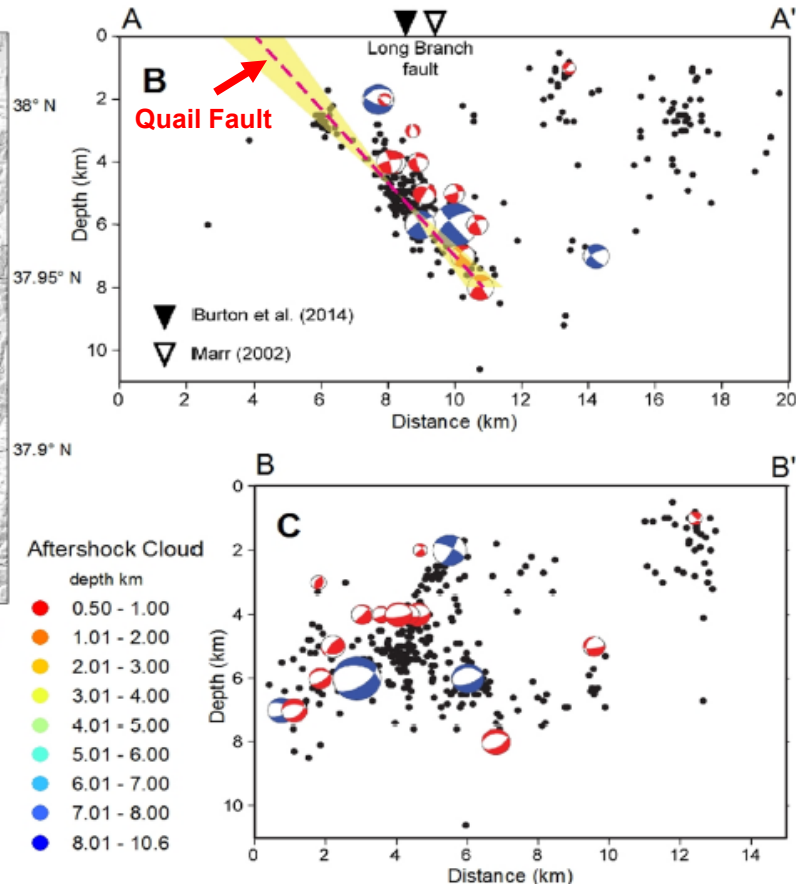 A
A'
Long Branch
fault
B
Quail Fault
0
2
4
6
8
10
Depth (km)
Burton et al. (2014)
Marr (2002)
0 2 4 6 8 10 12 14 16 18 20
Distance (km)
38° N
37.95° N
37.9° N
B
B'
C
0
2
4
6
8
10
Depth (km)
0 2 4 6 8 10 12 14
Distance (km)
Aftershock Cloud
depth km
0.50 - 1.00
1.01 - 2.00
2.01 - 3.00
3.01 - 4.00
4.01 - 5.00
5.01 - 6.00
6.01 - 7.00
7.01 - 8.00
8.01 - 10.6